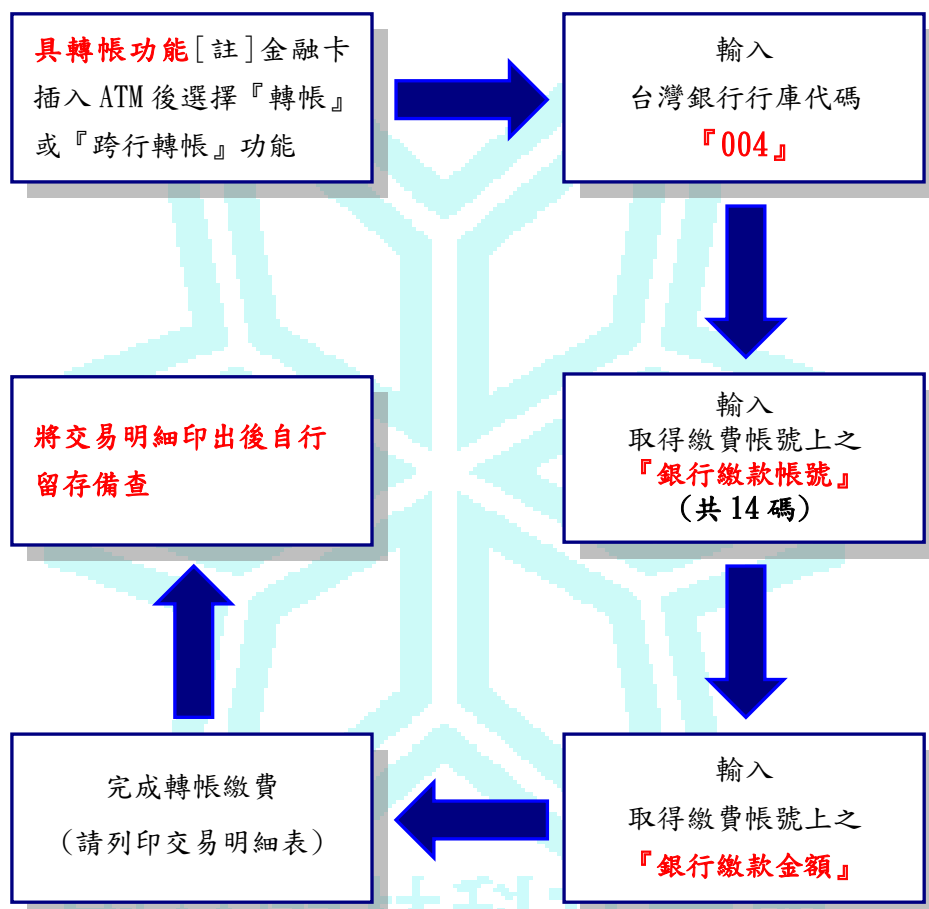 具轉帳功能[註]金融卡
插入 ATM 後選擇『轉帳』
或『跨行轉帳』功能
輸入
台灣銀行行庫代碼
『004』
輸入
取得繳費帳號上之
『銀行繳款帳號』
(共 14 碼)
輸入
取得繳費帳號上之
『銀行繳款金額』
完成轉帳繳費
(請列印交易明細表)
將交易明細印出後自行
留存備查